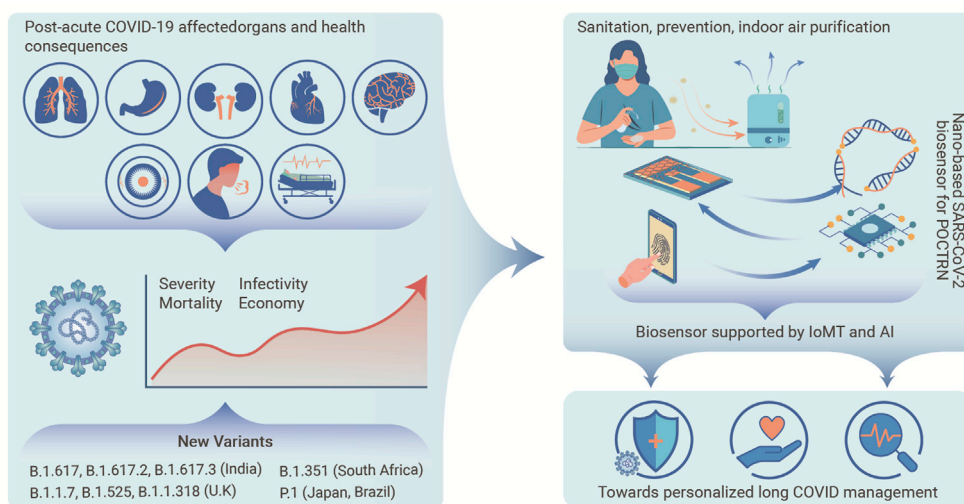 Post-acute COVID-19 affectedorgans and health
consequences
Severity Infectivity
Mortality Economy
New Variants
B.1.617, B.1.617.2, B.1.617.3 (India) B.1.351 (South Africa)
B.1.1.7, B.1.525, B.1.1.318 (U.K) P.1 (Japan, Brazil)
Sanitation, prevention, indoor air purification
Nano-based SARS-CoV-2
biosensor for POCTRN
Biosensor supported by IoMT and AI
Towards personalized long COVID management